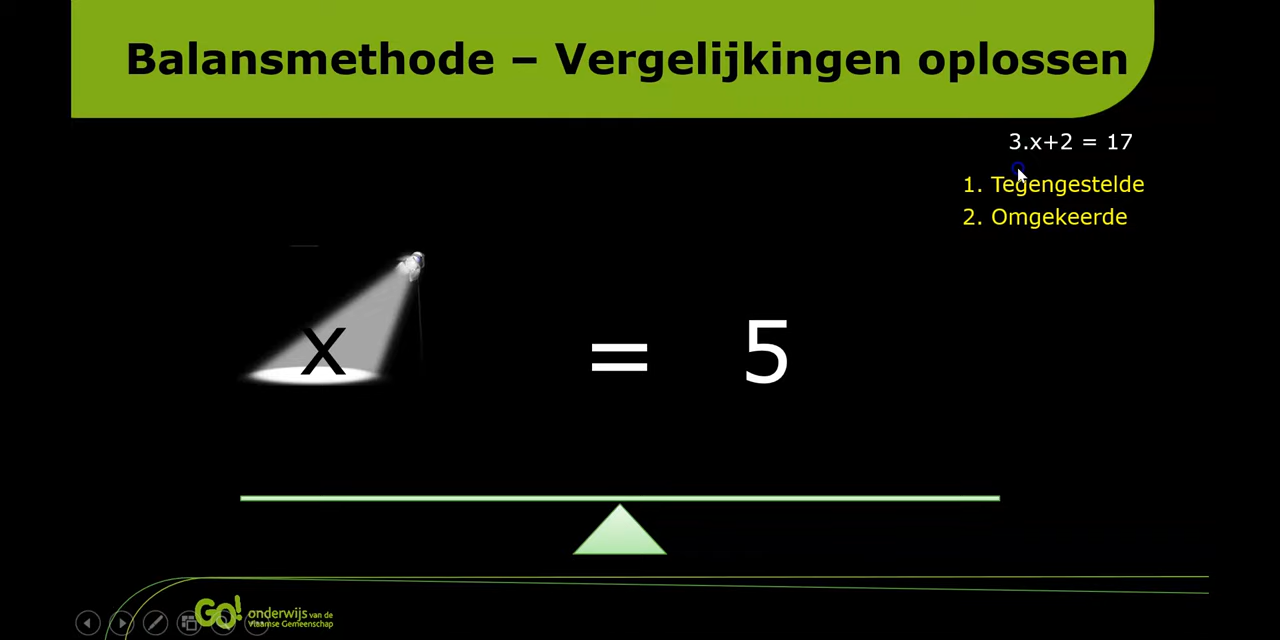 Balansmethode – Vergelijkingen oplossen
3.x+2 = 17
1. Tegengestelde
2. Omgekeerde
x = 5
GO! onderwijs van de
Vlaamse Gemeenschap